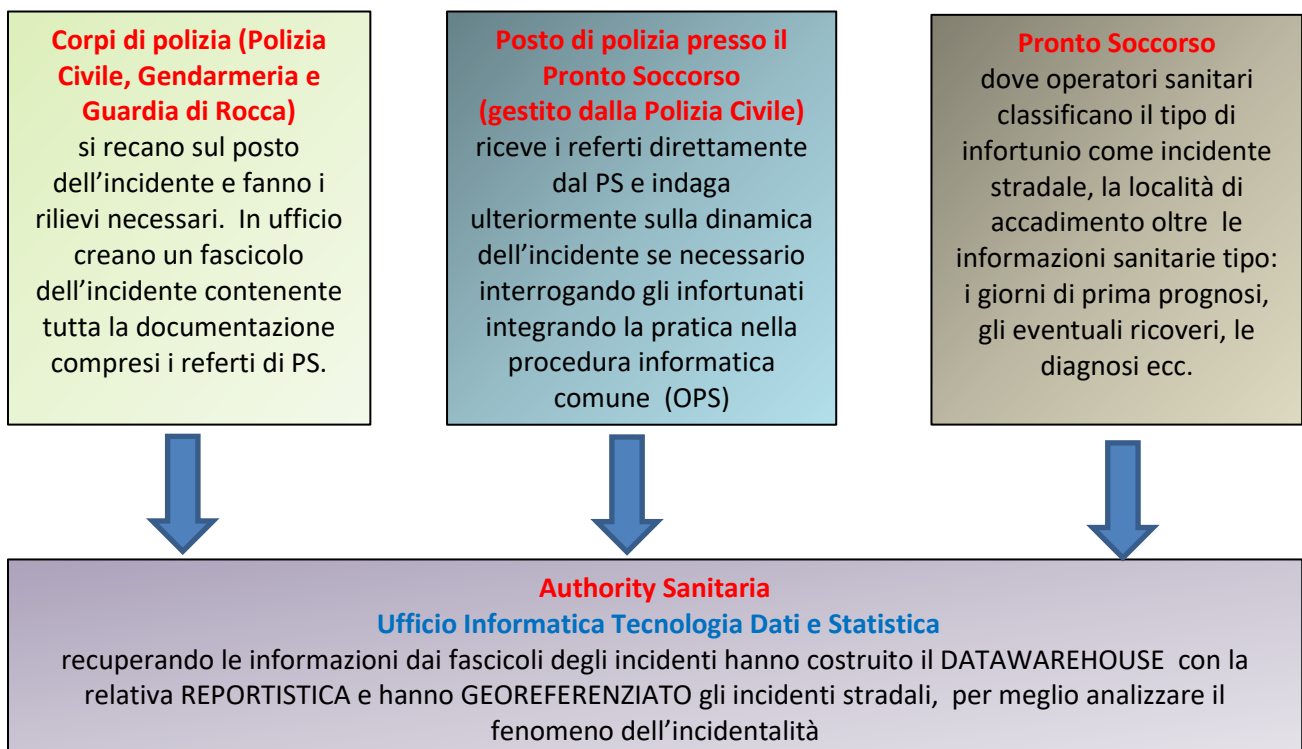 Corpi di polizia (Polizia
Civile, Gendarmeria e
Guardia di Rocca)
si recano sul posto
dell’incidente e fanno i
rilievi necessari.  In ufficio
creano un fascicolo
dell’incidente contenente
tutta la documentazione
compresi i referti di PS.
Posto di polizia presso il
Pronto Soccorso
(gestito dalla Polizia Civile)
riceve i referti direttamente
dal PS e indaga
ulteriormente sulla dinamica
dell’incidente se necessario
interrogando gli infortunati
integrando la pratica nella
procedura informatica
comune  (OPS)
Pronto Soccorso
dove operatori sanitari
classificano il tipo di
infortunio come incidente
stradale, la località di
accadimento oltre  le
informazioni sanitarie tipo:
i giorni di prima prognosi,
gli eventuali ricoveri, le
diagnosi ecc.
Authority Sanitaria
Ufficio Informatica Tecnologia Dati e Statistica
recuperando le informazioni dai fascicoli degli incidenti hanno costruito il DATAWAREHOUSE  con la
relativa REPORTISTICA e hanno GEOREFERENZIATO gli incidenti stradali,  per meglio analizzare il
fenomeno dell’incidentalità